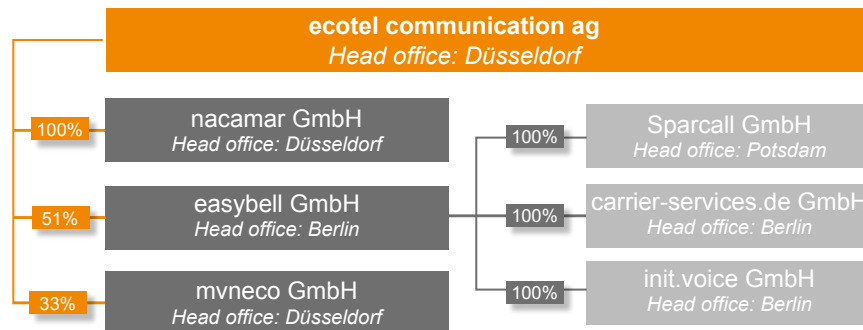 ecotel communication ag
Head office: Düsseldorf
100%
nacamar GmbH
Head office: Düsseldorf
100%
Sparcall GmbH
Head office: Potsdam
51%
easybell GmbH
Head office: Berlin
100%
carrier-services.de GmbH
Head office: Berlin
33%
mvneco GmbH
Head office: Düsseldorf
100%
init.voice GmbH
Head office: Berlin